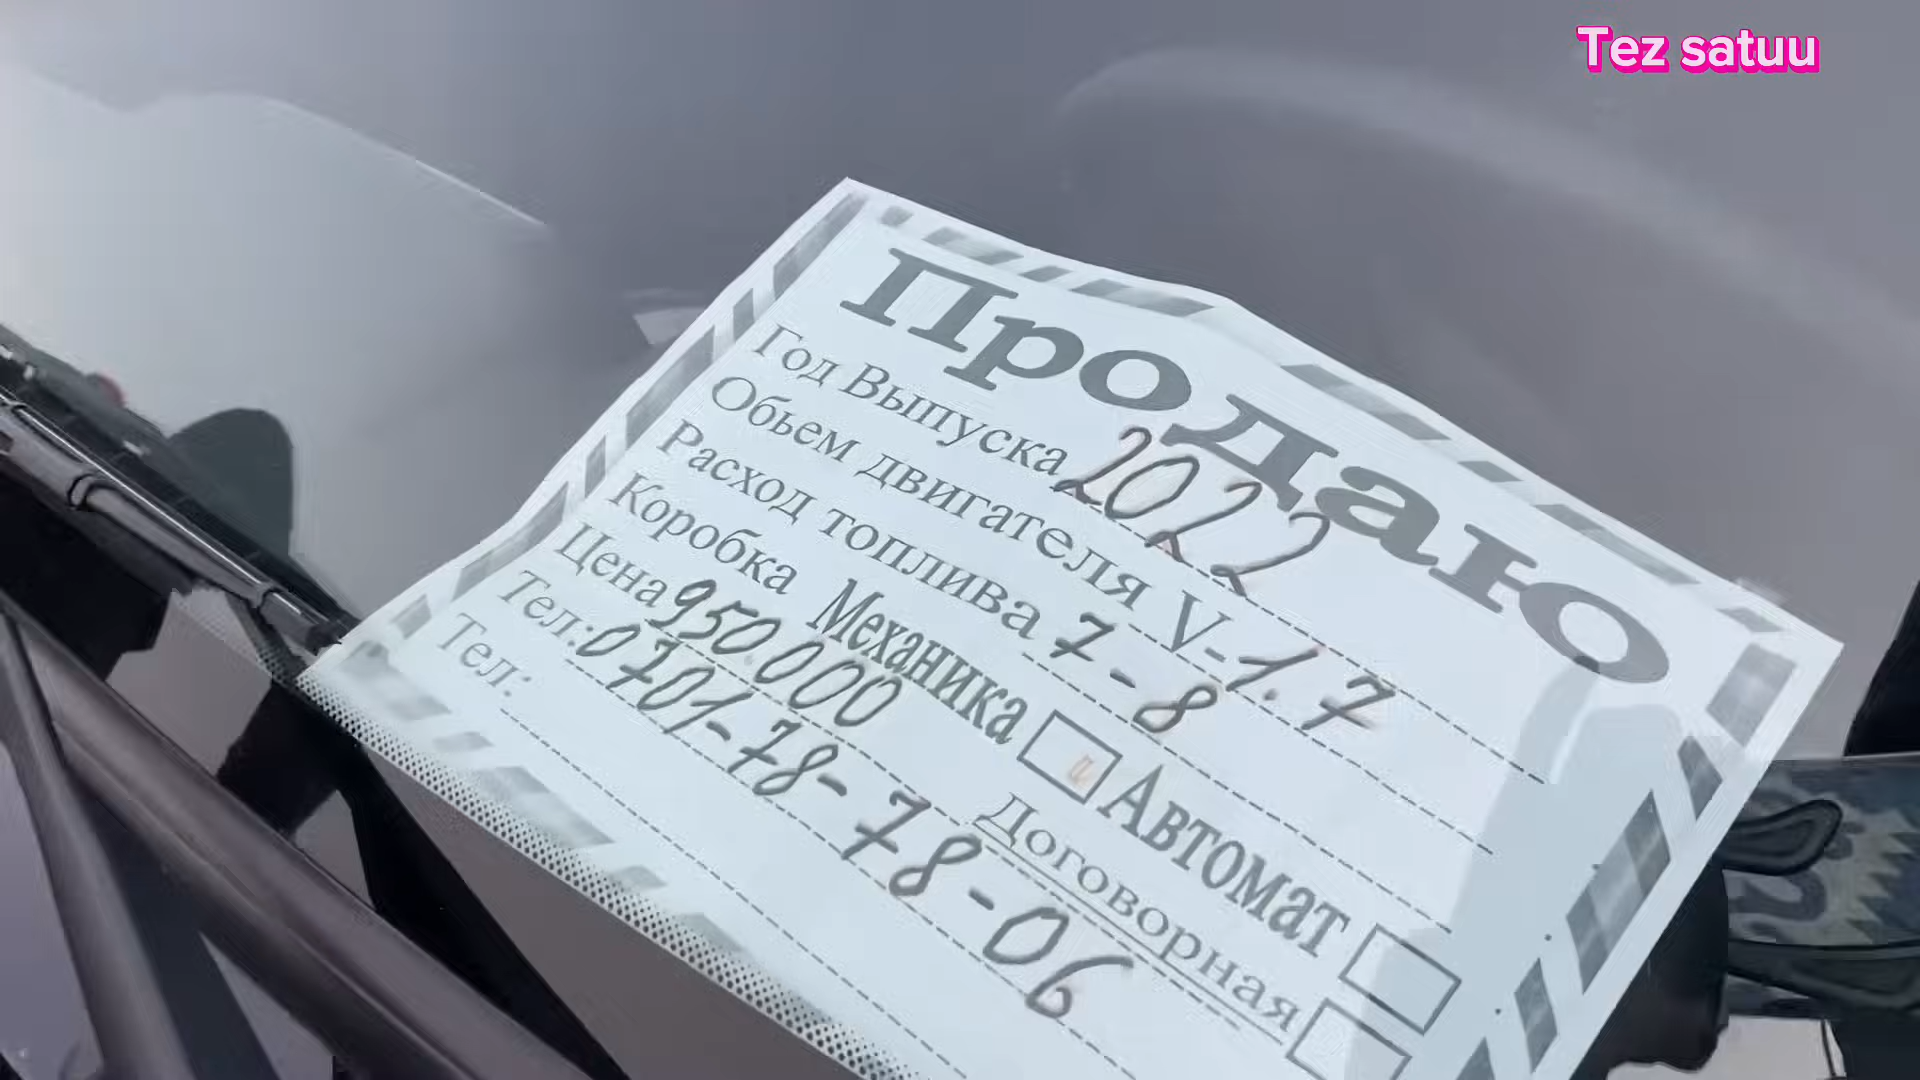 Tez satuu
Продаю
Год Выпуска 2022
Обьем двигателя V-1.7
Расход топлива 7-8
Коробка Механика Автомат
Цена 950.000 Договорная
Тел.: 0701-78-78-06
Тел.: